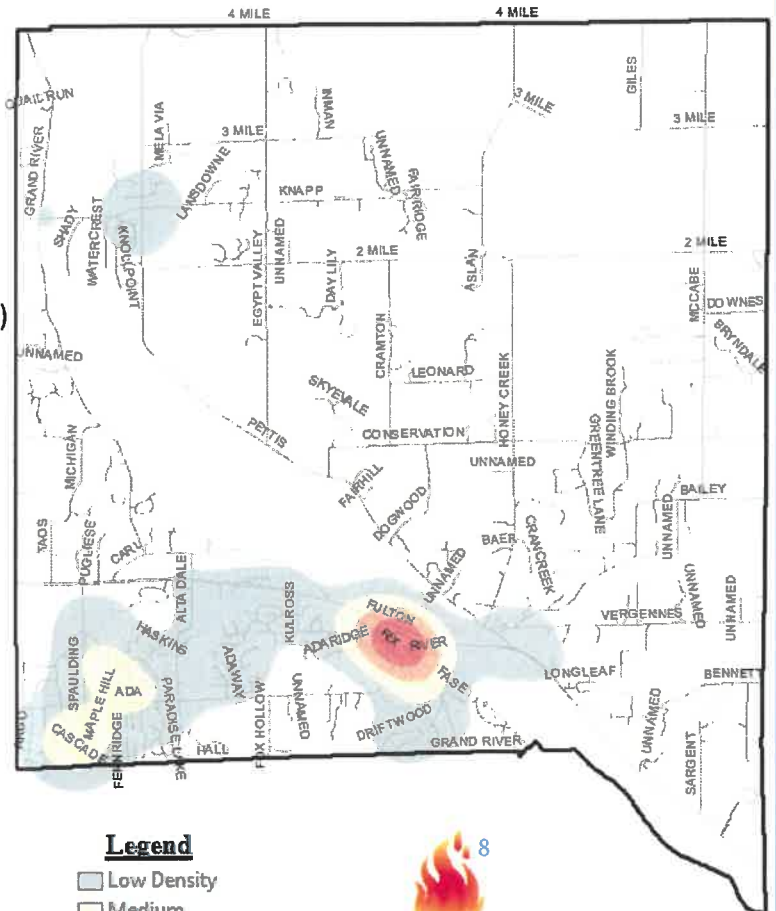 4 MILE
4 MILE
QUAIL RUN
GRAND RIVER
MELA VIA
3 MILE
INMAN
3 MILE
GILES
3 MILE
LANSDOWNE
UNNAMED
FAIRRIDGE
KNAPP
SHADY
WATERCREST
KNOLLPOINT
EGYPT VALLEY
UNNAMED
DAY LILY
2 MILE
ASLAN
2 MILE
MCCABE
DOWNES
BRYNDALE
)
UNNAMED
CRAMTON
LEONARD
SKYEVALE
HONEY CREEK
WINDING BROOK
GREENTREE LANE
PETTIS
CONSERVATION
UNNAMED
MICHIGAN
FAIRHILL
DOGWOOD
BAILEY
UNNAMED
TAOS
PUGLIESE
CARL
ALTA DALE
UNNAMED
BAER
CRANCREEK
UNNAMED
UNNAMED
KULROSS
FULTON
VERGENNES
HASKINS
ADARIDGE
RIX
RIVER
SPAULDING
MAPLE HILL
ADA
ADAWAY
PARADISE LAKE
FOX HOLLOW
UNNAMED
FASE
LONGLEAF
BENNETT
CASCADE
FERNRIDGE
HALL
DRIFTWOOD
GRAND RIVER
UNNAMED
SARGENT
Legend
Low Density
Medium
8